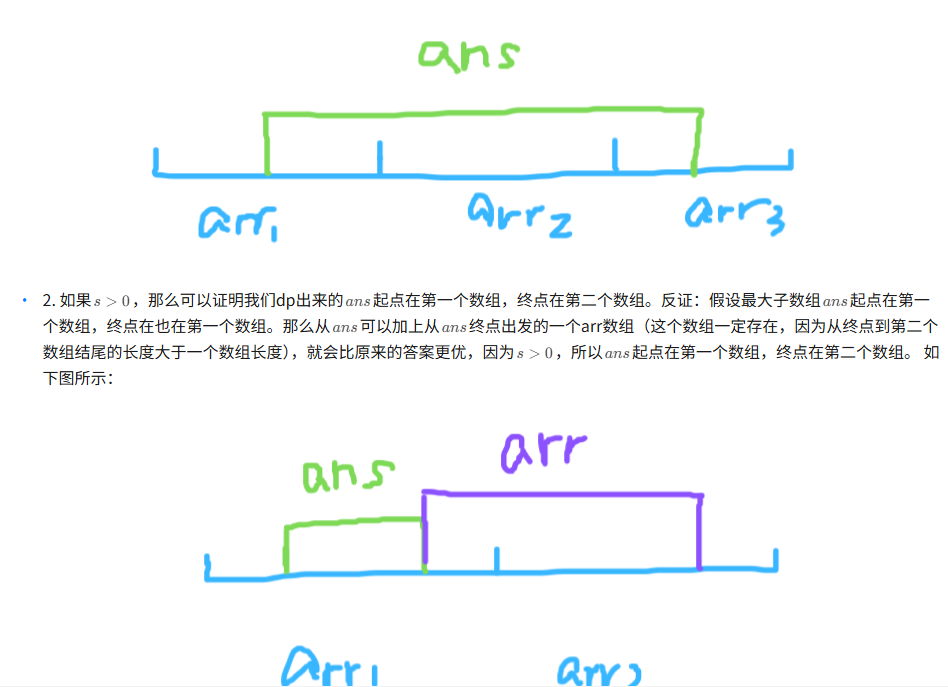 ans
arr1 arr2 arr3
• 2. 如果 s > 0，那么可以证明我们dp出来的 ans 起点在第一个数组，终点在第二个数组。反证：假设最大子数组 ans 起点在第一
个数组，终点在也在第一个数组。那么从 ans 可以加上从 ans 终点出发的一个arr数组（这个数组一定存在，因为从终点到第二个
数组结尾的长度大于一个数组长度），就会比原来的答案更优，因为 s > 0，所以 ans 起点在第一个数组，终点在第二个数组。 如
下图所示：
arr
ans
arr1 arr2